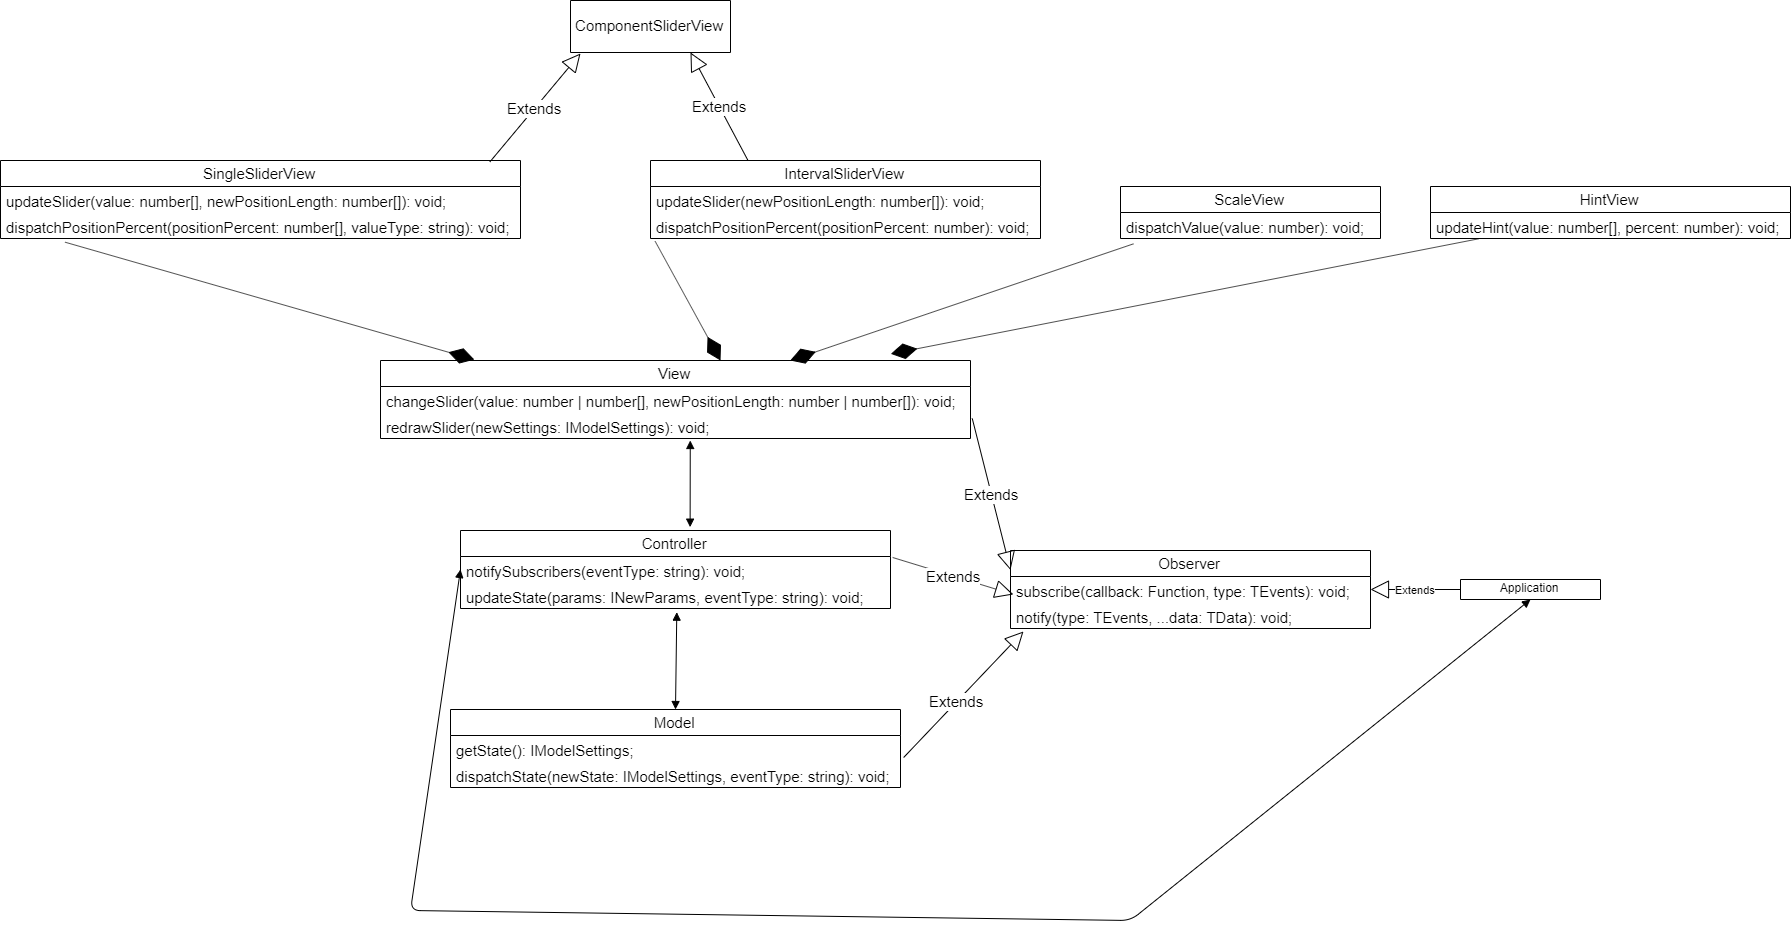 ComponentSliderView
Extends
Extends
SingleSliderView
updateSlider(value: number[], newPositionLength: number[]): void;
dispatchPositionPercent(positionPercent: number[], valueType: string): void;
IntervalSliderView
updateSlider(newPositionLength: number[]): void;
dispatchPositionPercent(positionPercent: number): void;
ScaleView
dispatchValue(value: number): void;
HintView
updateHint(value: number[], percent: number): void;
View
changeSlider(value: number | number[], newPositionLength: number | number[]): void;
redrawSlider(newSettings: IModelSettings): void;
Extends
Controller
notifySubscribers(eventType: string): void;
updateState(params: INewParams, eventType: string): void;
Extends
Observer
subscribe(callback: Function, type: TEvents): void;
notify(type: TEvents, ...data: TData): void;
Extends
Application
Extends
Model
getState(): IModelSettings;
dispatchState(newState: IModelSettings, eventType: string): void;